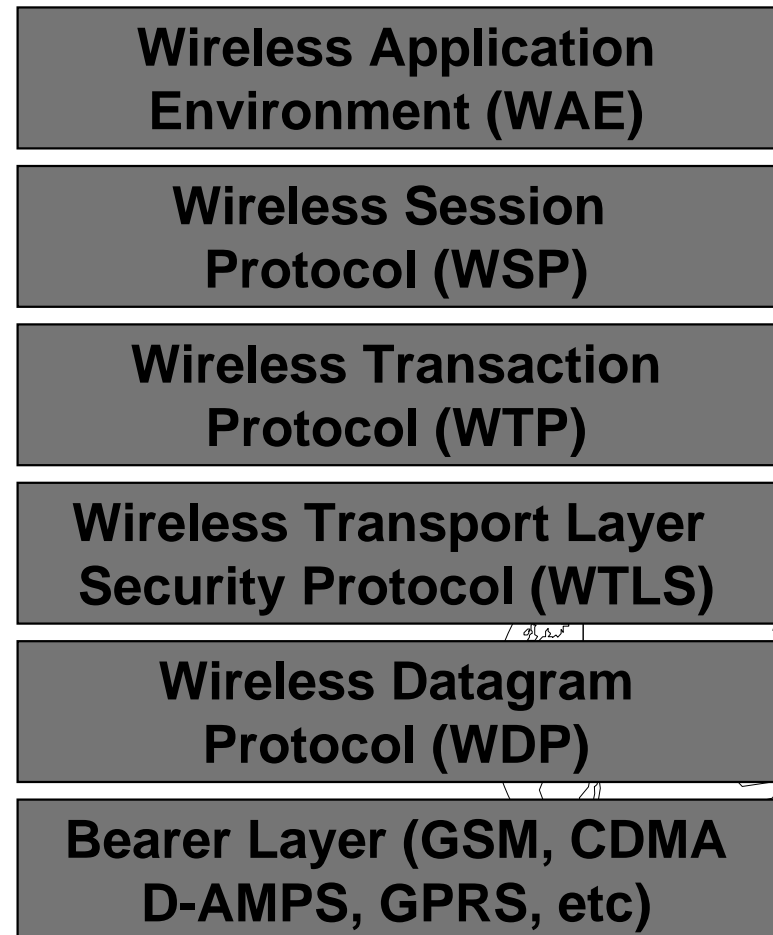 Wireless Application
Environment (WAE)
Wireless Session
Protocol (WSP)
Wireless Transaction
Protocol (WTP)
Wireless Transport Layer
Security Protocol (WTLS)
Wireless Datagram
Protocol (WDP)
Bearer Layer (GSM, CDMA
D-AMPS, GPRS, etc)